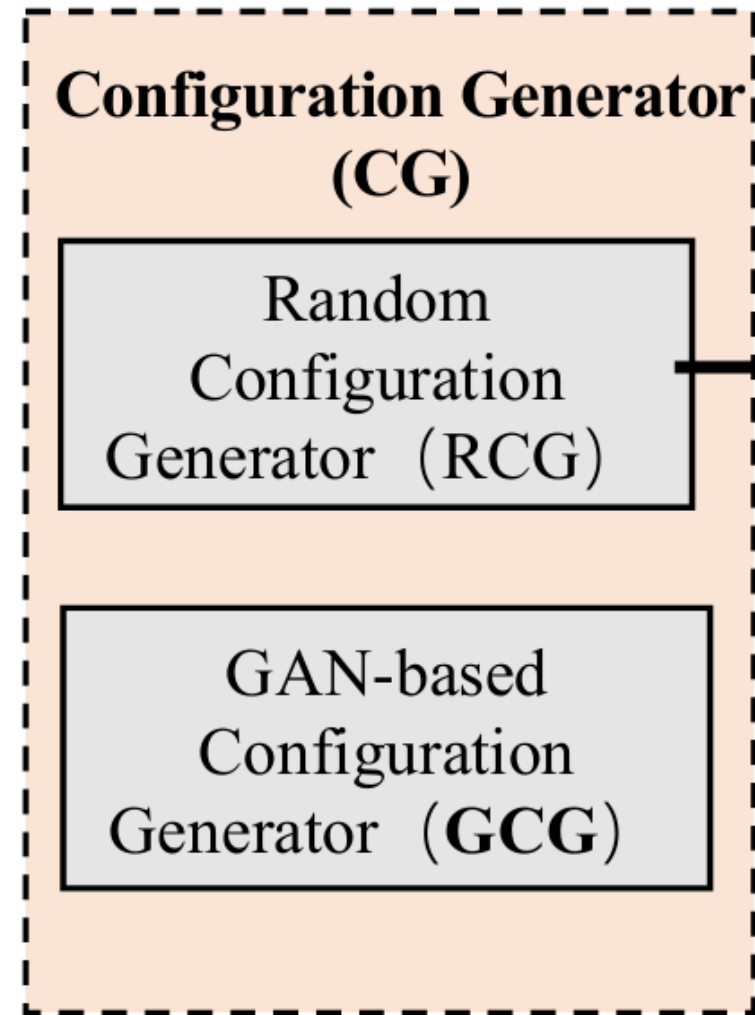 Configuration Generator
(CG)
Random
Configuration
Generator（RCG）
GAN-based
Configuration
Generator（GCG）